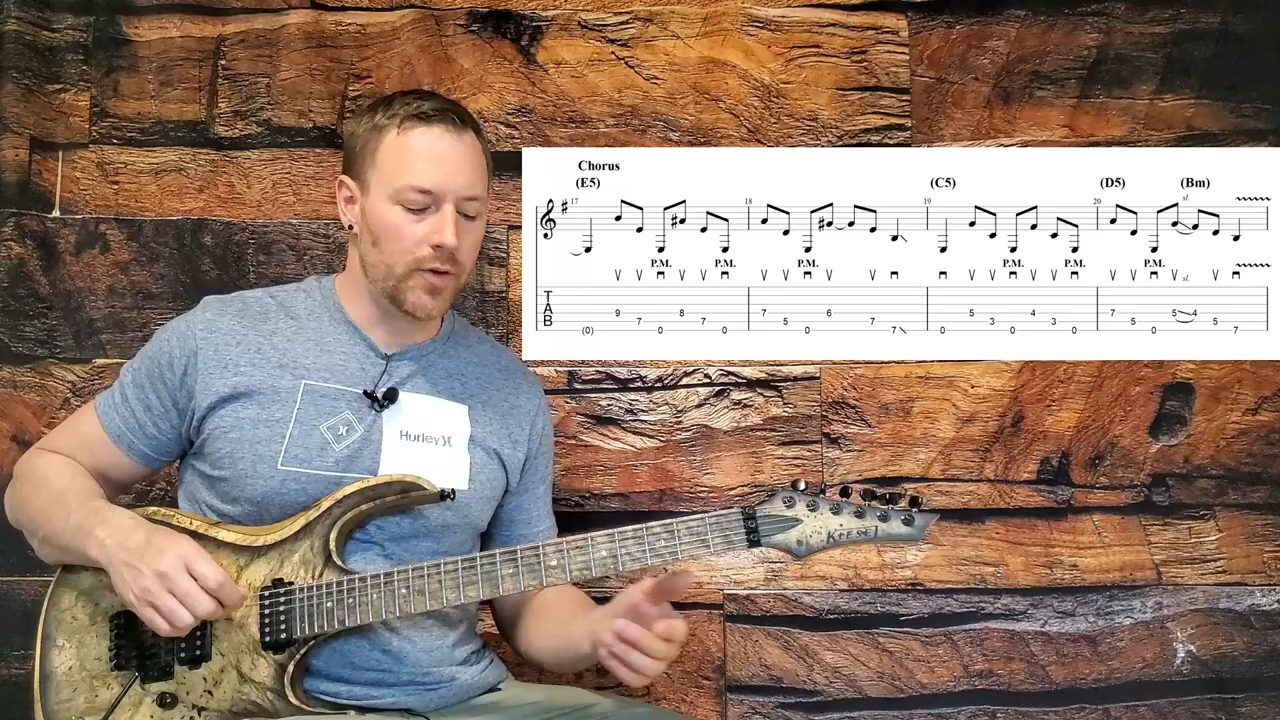 Chorus
(E5) (C5) (D5) (Bm)
17 18 19 20
sl.
P.M. P.M. P.M. P.M. P.M. P.M.
sl.
T
A
B
(0) 9 7 0 8 7 0 7 5 0 6 7 7 0 5 3 0 4 3 0 7 5 0 5 4 5 7
Hurley
KIESEL